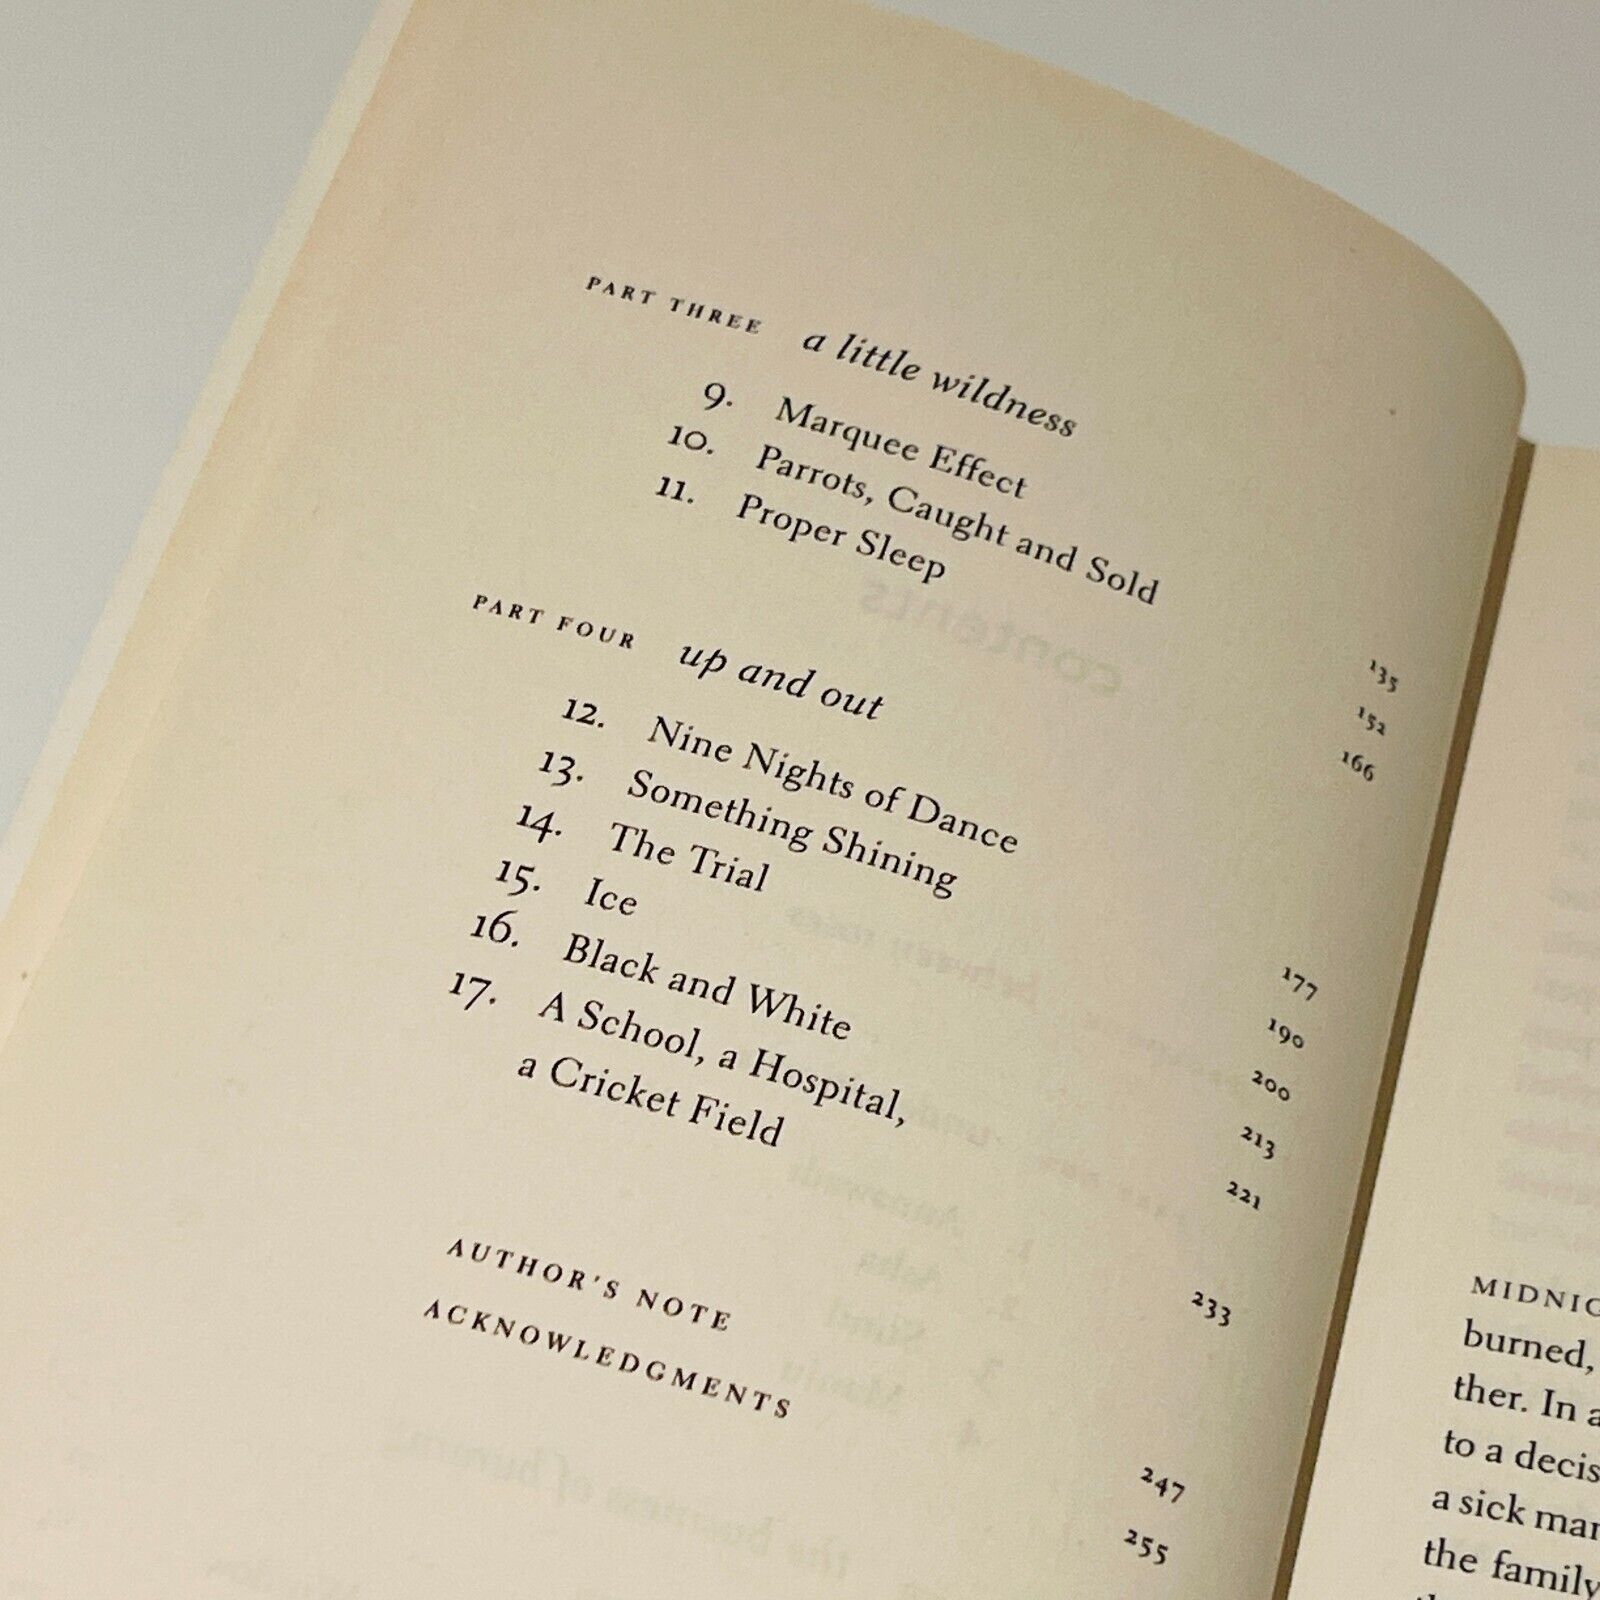 PART THREE a little wildness
9. Marquee Effect 135
10. Parrots, Caught and Sold 152
11. Proper Sleep 166
PART FOUR up and out
12. Nine Nights of Dance 177
13. Something Shining 190
14. The Trial 200
15. Ice 213
16. Black and White 221
17. A School, a Hospital,
a Cricket Field 233
AUTHOR'S NOTE 247
ACKNOWLEDGMENTS 255
burned,
ther. In a
to a decis
a sick mar
the family